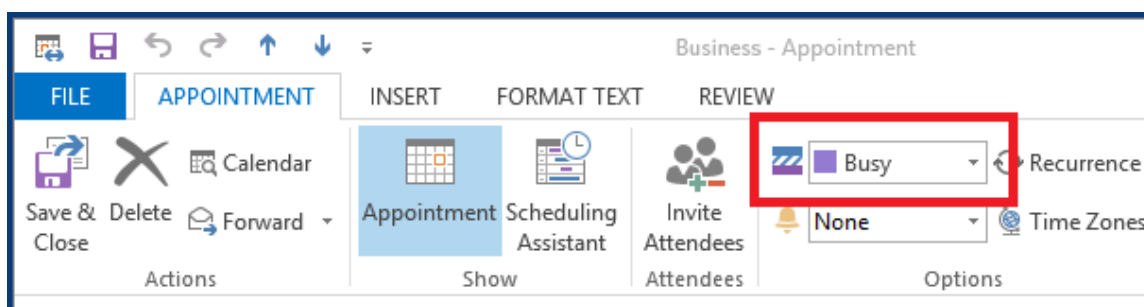 Business - Appointment
FILE APPOINTMENT INSERT FORMAT TEXT REVIEW
Save & Close
Delete
Calendar
Forward
Actions
Appointment
Scheduling Assistant
Show
Invite Attendees
Attendees
Busy
Recurrence
None
Time Zones
Options